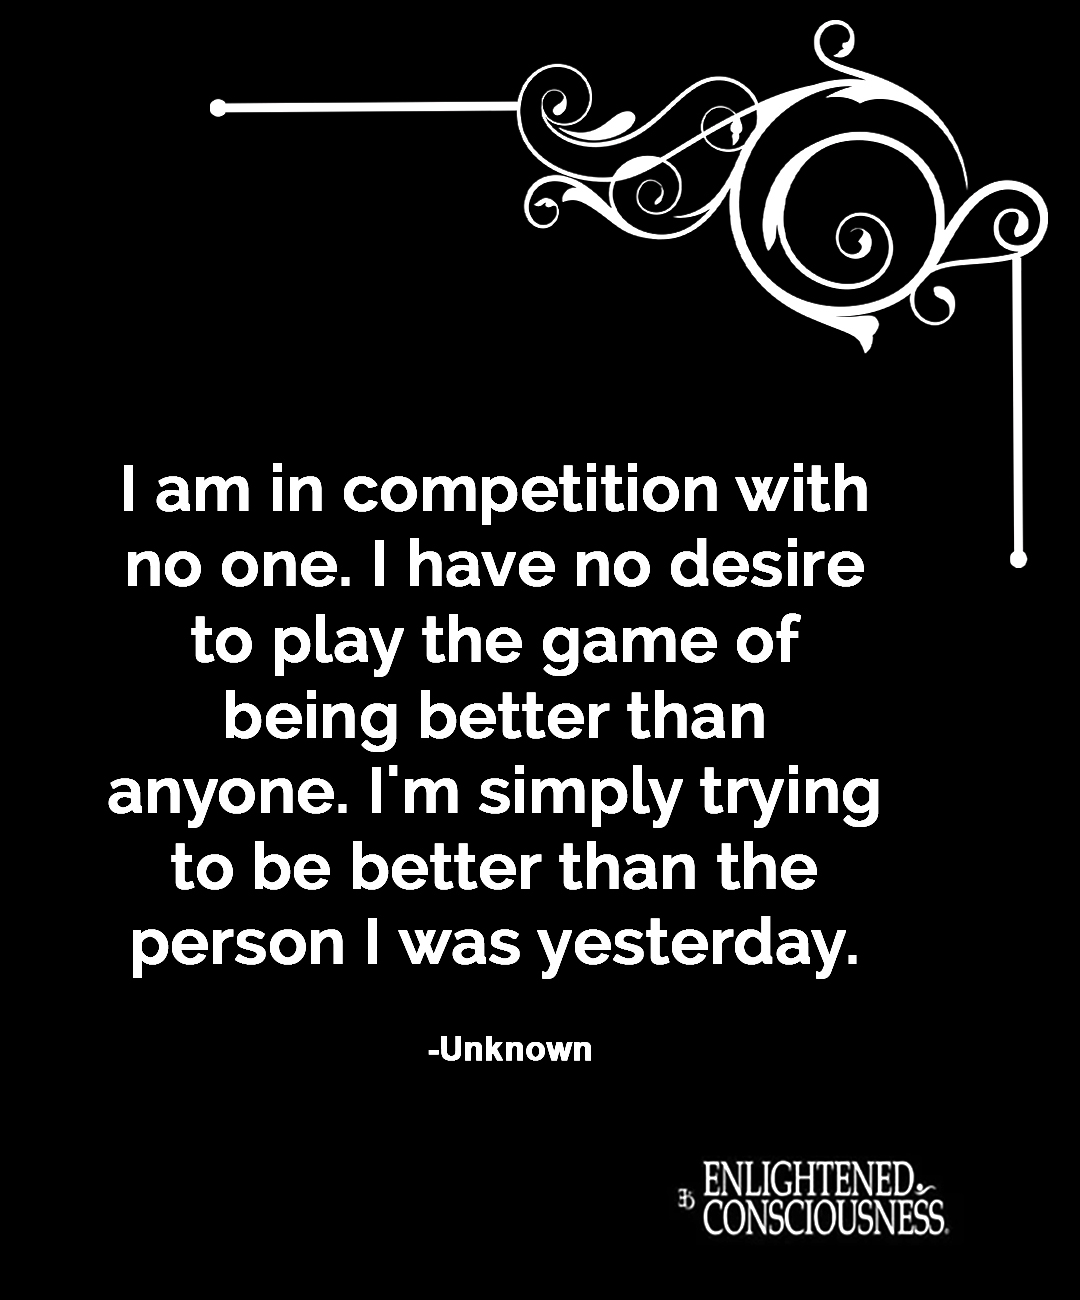 I am in competition with
no one. I have no desire
to play the game of
being better than
anyone. I'm simply trying
to be better than the
person I was yesterday.
-Unknown
ENLIGHTENED
CONSCIOUSNESS